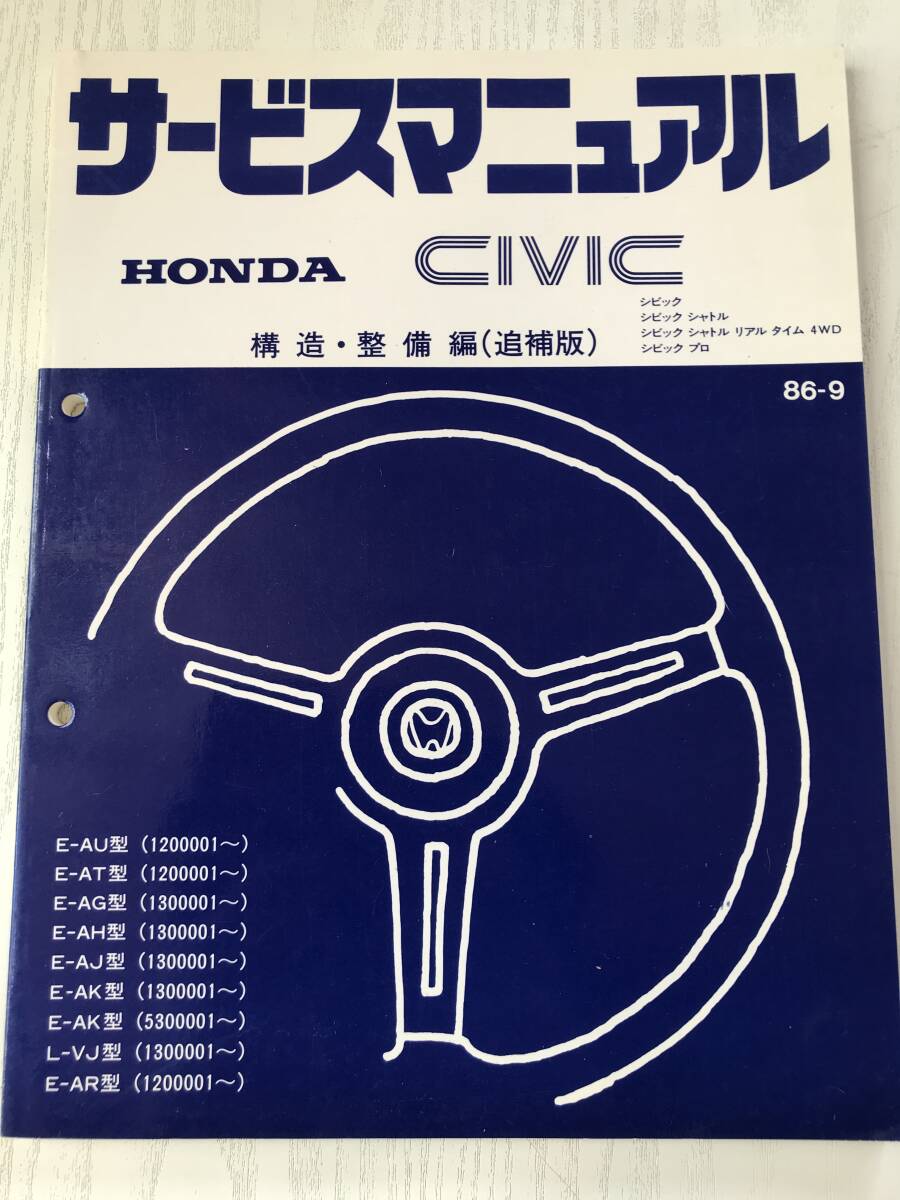 サービスマニュアル
HONDA CIVIC
シビック
シビック シャトル
シビック シャトル リアル タイム 4WD
シビック プロ
構造・整備編(追補版)
86-9
E-AU型 (1200001～)
E-AT型 (1200001～)
E-AG型 (1300001～)
E-AH型 (1300001～)
E-AJ型 (1300001～)
E-AK型 (1300001～)
E-AK型 (5300001～)
L-VJ型 (1300001～)
E-AR型 (1200001～)